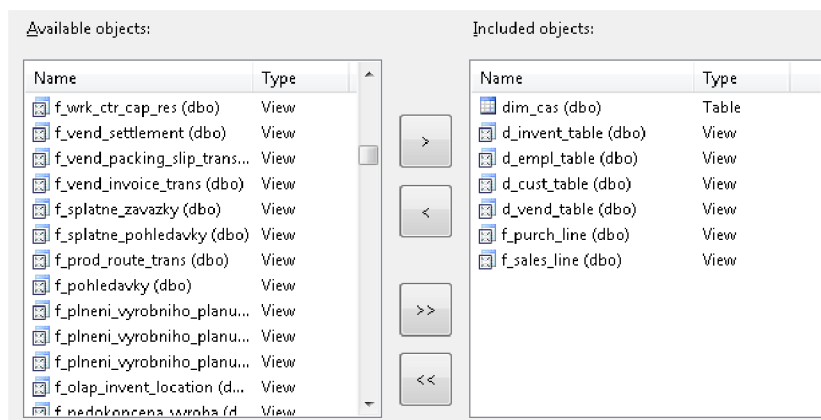 Available objects:
Name Type
f_wrk_ctr_cap_res (dbo) View
f_vend_settlement (dbo) View
f_vend_packing_slip_trans... View
f_vend_invoice_trans (dbo) View
f_splatne_zavazky (dbo) View
f_splatne_pohledavky (dbo) View
f_prod_route_trans (dbo) View
f_pohledavky (dbo) View
f_plneni_vyrobniho_planu... View
f_plneni_vyrobniho_planu... View
f_plneni_vyrobniho_planu... View
f_olap_invent_location (d... View
f_nedokoncena_vyroba (d... View
>
<
>>
<<
Included objects:
Name Type
dim_cas (dbo) Table
d_invent_table (dbo) View
d_empl_table (dbo) View
d_cust_table (dbo) View
d_vend_table (dbo) View
f_purch_line (dbo) View
f_sales_line (dbo) View